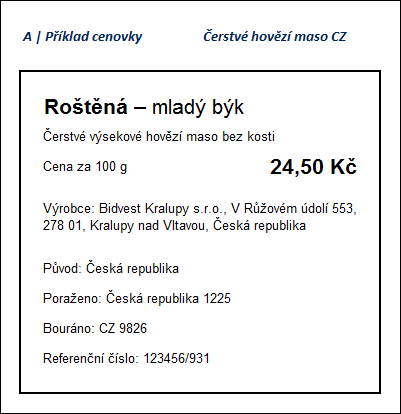 A | Příklad cenovky
Čerstvé hovězí maso CZ
Roštěná – mladý býk
Čerstvé výsekové hovězí maso bez kosti
Cena za 100 g
24,50 Kč
Výrobce: Bidvest Kralupy s.r.o., V Růžovém údolí 553,
278 01, Kralupy nad Vltavou, Česká republika
Původ: Česká republika
Poraženo: Česká republika 1225
Bouráno: CZ 9826
Referenční číslo: 123456/931